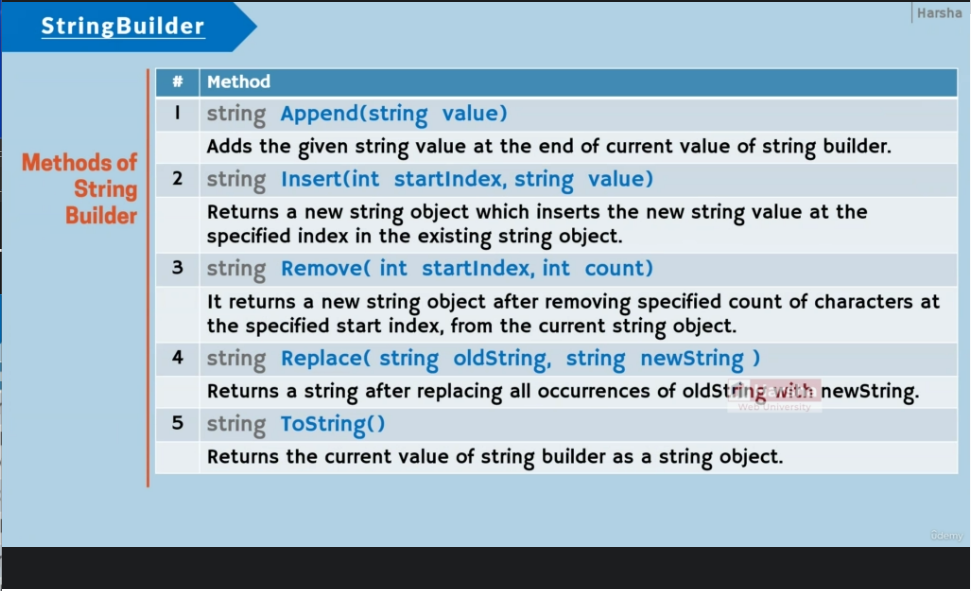 StringBuilder
Harsha
Methods of
String
Builder
# Method
1 string Append(string value)
Adds the given string value at the end of current value of string builder.
2 string Insert(int startIndex, string value)
Returns a new string object which inserts the new string value at the
specified index in the existing string object.
3 string Remove( int startIndex, int count)
It returns a new string object after removing specified count of characters at
the specified start index, from the current string object.
4 string Replace( string oldString, string newString )
Returns a string after replacing all occurrences of oldString with newString.
Web University
5 string ToString()
Returns the current value of string builder as a string object.
Udemy